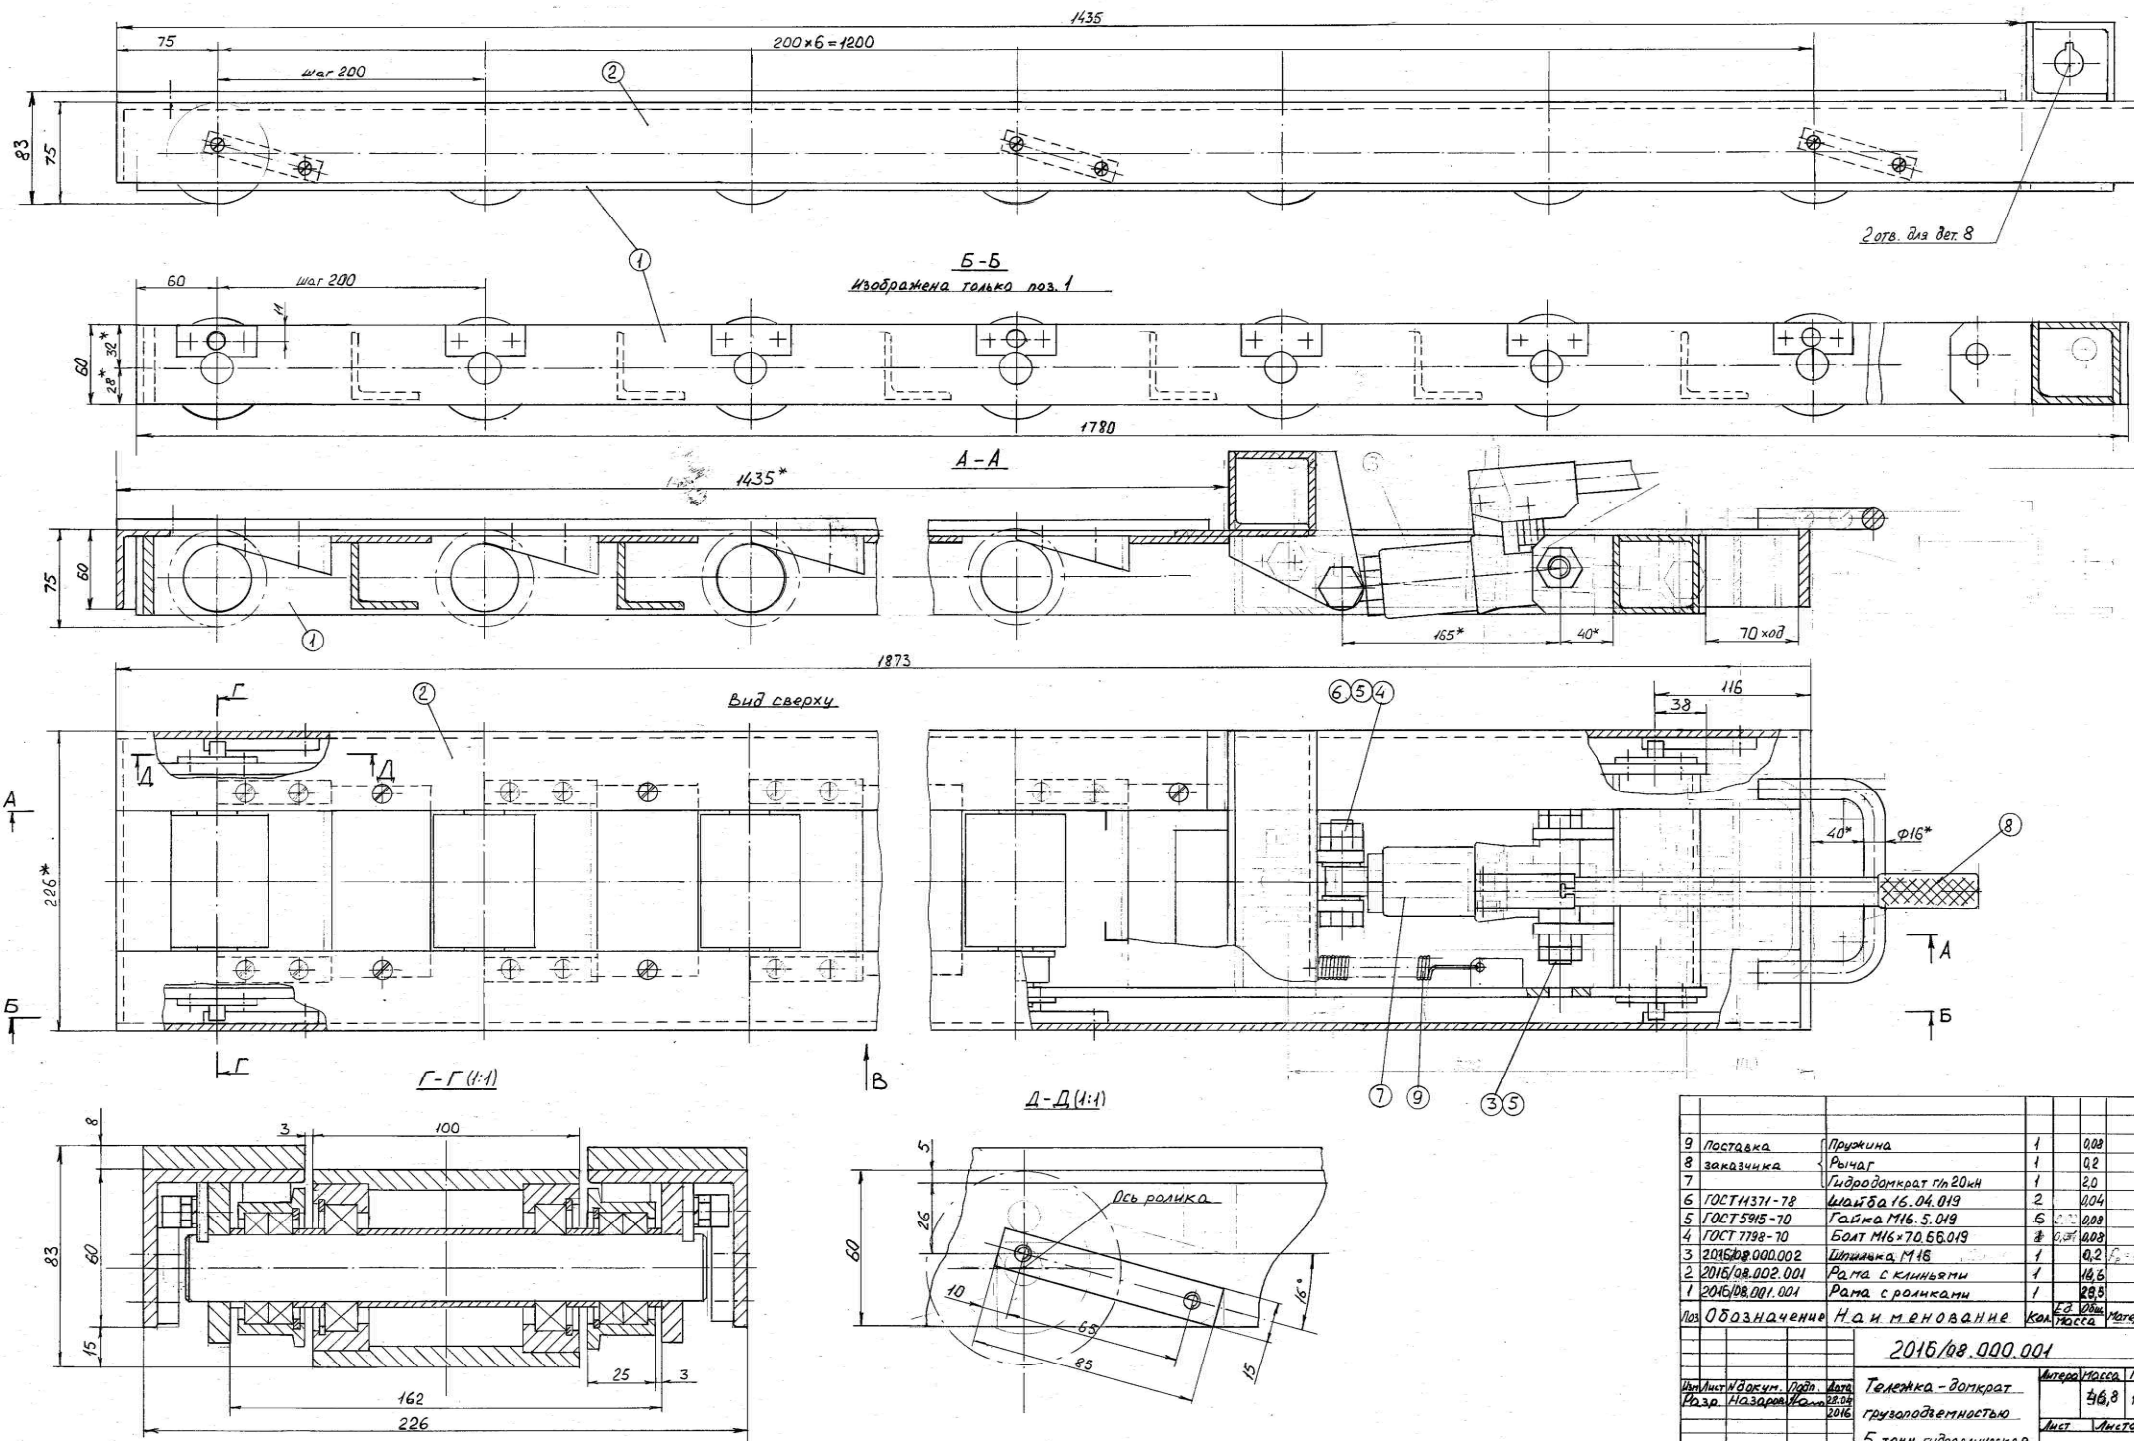 1435
75
200×6=1200
шаг 200
2
83
75
1
2 отв. для дет. 8
Б-Б
Изображена только поз. 1
60
шаг 200
11
60
32*
28*
1780
А-А
1435*
75
60
1
165*
40*
70 ход
1873
Вид сверху
2
6 5 4
116
38
Г
Д
Д
А
226*
40*
Ф16*
8
А
Б
Б
Г
В
7
9
3 5
Г-Г (1:1)
8
3
100
83
60
15
25
3
162
226
Д-Д (1:1)
5
26
60
Ось ролика
10
65
85
15
16°
9 Поставка Пружина 1 0,08
8 заказчика Рычаг 1 0,2
7 Гидродомкрат г/п 20кН 1 2,0
6 ГОСТ 11371-78 Шайба 16.04.019 2 0,04
5 ГОСТ 5915-70 Гайка М16.5.019 6 0,08
4 ГОСТ 7798-70 Болт М16×70.66.019 0,08
3 2016/08.000.002 Шпилька М16 1 0,2
2 2016/08.002.001 Рама с клиньями 1
1 2016/08.001.001 Рама с роликами 1
Поз Обозначение Наименование Кол Ед Общ масса
2016/08.000.001
Изм Лист № докум. Подп. Дата
Разр. Назаров 28.04 2016
Тележка-домкрат
грузоподъемностью
Литера Масса
Лист